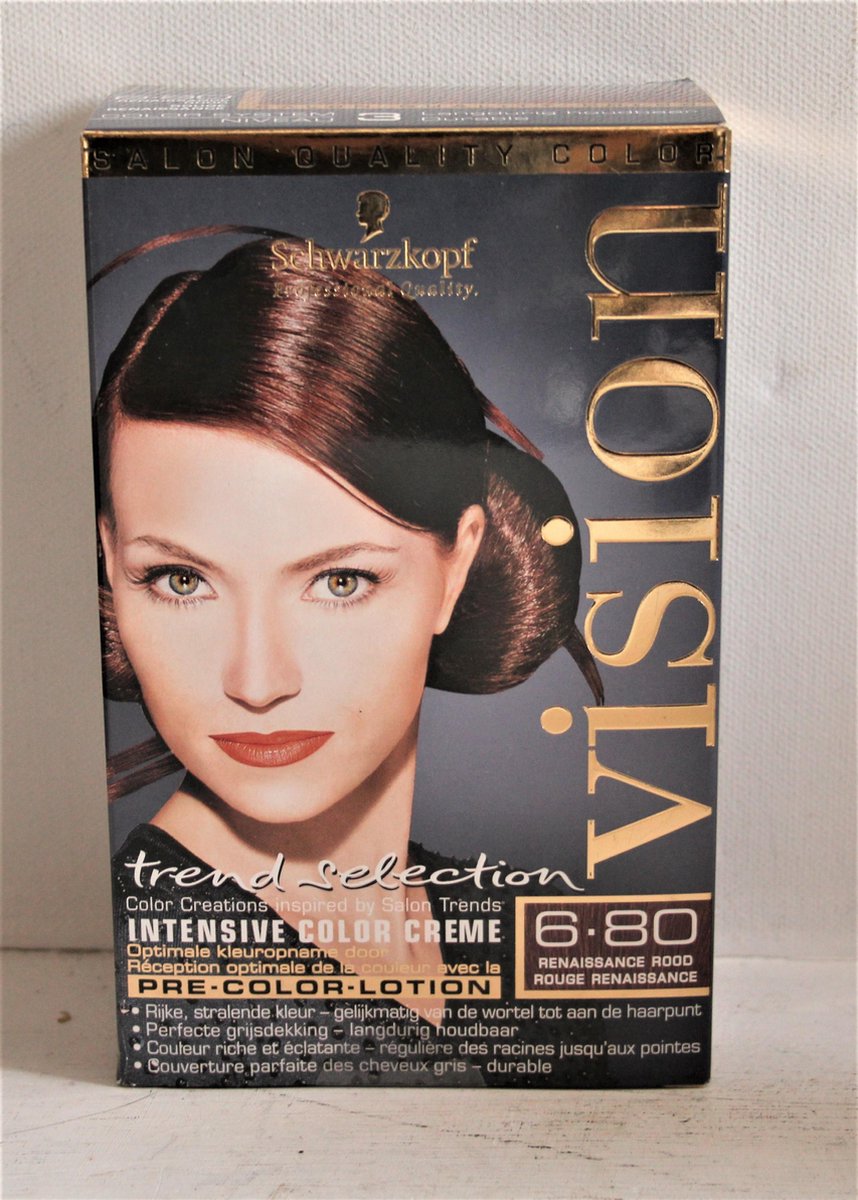 SALON QUALITY COLOR
Schwarzkopf
Professional Quality.
vision
trend selection
Color Creations inspired by Salon Trends
INTENSIVE COLOR CREME
Optimale kleuropname door
Réception optimale de la couleur avec la
PRE-COLOR-LOTION
6·80
RENAISSANCE ROOD
ROUGE RENAISSANCE
• Rijke, stralende kleur – gelijkmatig van de wortel tot aan de haarpunt
• Perfecte grijsdekking – langdurig houdbaar
• Couleur riche et éclatante – régulière des racines jusqu'aux pointes
• Couverture parfaite des cheveux gris – durable